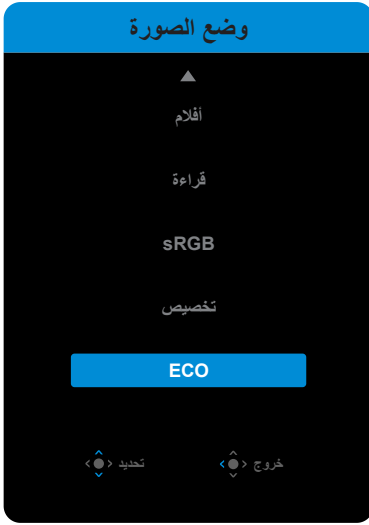 وضع الصورة
أفلام
قراءة
sRGB
تخصيص
ECO
خروج تحديد